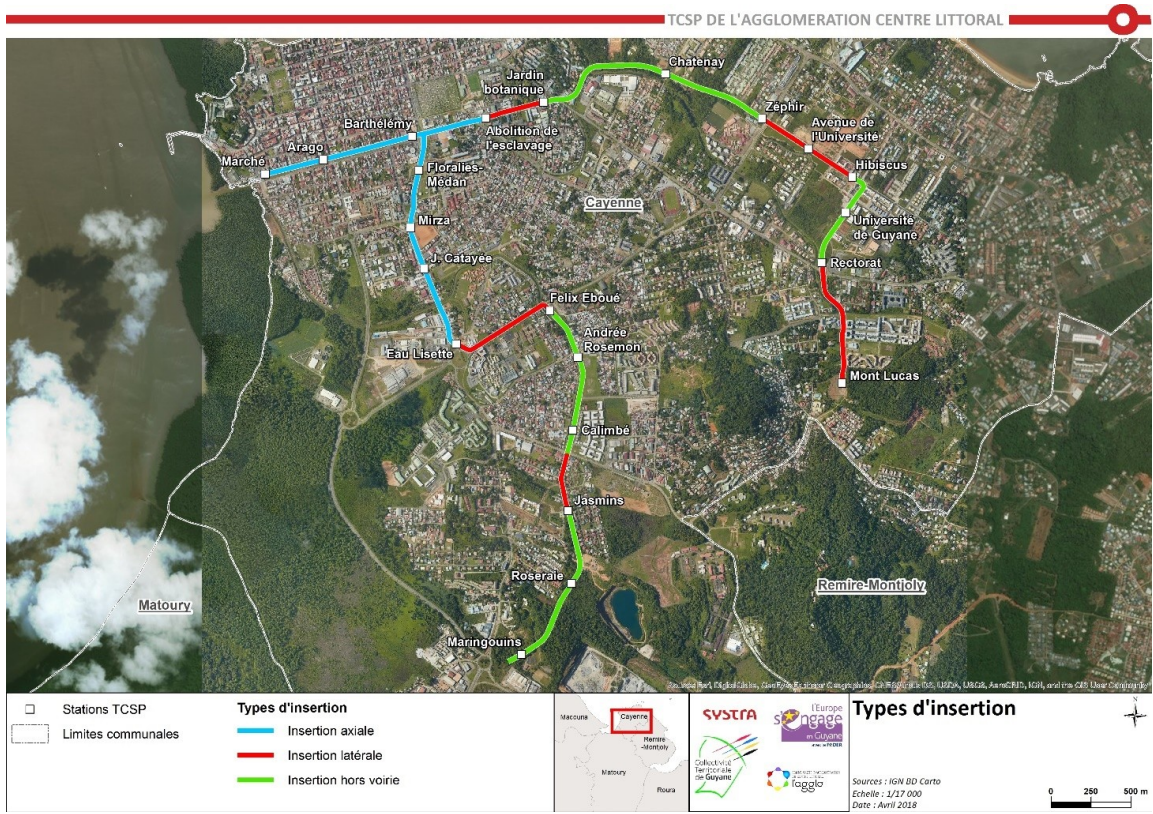 TCSP DE L'AGGLOMERATION CENTRE LITTORAL
Chatenay
Jardin
botanique
Zéphir
Barthélémy
Abolition de
l'esclavage
Avenue de
l'Université
Arago
Marché
Floralies-
Médan
Hibiscus
Cayenne
Mirza
Université
de Guyane
J. Catayée
Rectorat
Felix Eboué
Andrée
Rosemon
Eau Lisette
Mont Lucas
Calimbé
Jasmins
Roseraie
Remire-Montjoly
Matoury
Maringouins
Stations TCSP
Limites communales
Types d'insertion
Insertion axiale
Insertion latérale
Insertion hors voirie
Macouria
Cayenne
Remire
-Montjoly
Matoury
Roura
SYSTRA
l'Europe
s'engage
en Guyane
Collectivité
Territoriale
de Guyane
l'agglo
Types d'insertion
Sources : IGN BD Carto
Echelle : 1/17 000
Date : Avril 2018
N
0 250 500 m